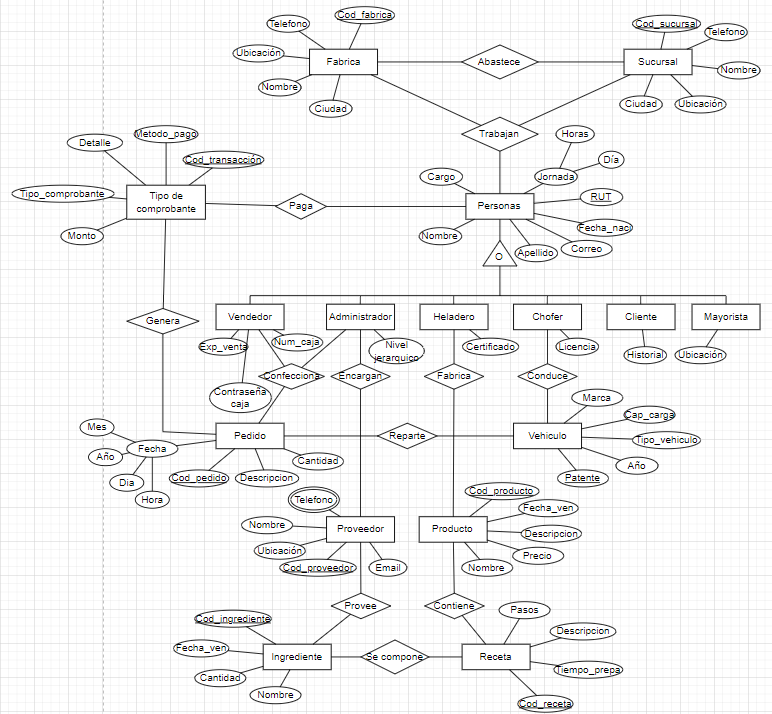 Cod_fabrica
Telefono
Ubicación
Fabrica
Nombre
Ciudad
Abastece
Cod_sucursal
Telefono
Sucursal
Nombre
Ciudad
Ubicación
Trabajan
Metodo_pago
Detalle
Cod_transacción
Tipo_comprobante
Tipo de
comprobante
Monto
Paga
Horas
Día
Cargo
Jornada
RUT
Personas
Fecha_naci
Nombre
Apellido
Correo
O
Genera
Vendedor
Administrador
Heladero
Chofer
Cliente
Mayorista
Exp_venta
Num_caja
Nivel
jerarquico
Certificado
Licencia
Historial
Ubicación
Confecciona
Encargan
Fabrica
Conduce
Contraseña
caja
Marca
Cap_carga
Mes
Año
Fecha
Dia
Hora
Pedido
Reparte
Vehiculo
Tipo_vehiculo
Año
Cantidad
Cod_pedido
Descripcion
Patente
Telefono
Cod_producto
Nombre
Proveedor
Producto
Fecha_ven
Descripcion
Ubicación
Precio
Cod_proveedor
Email
Nombre
Provee
Contiene
Pasos
Cod_ingrediente
Descripcion
Fecha_ven
Ingrediente
Se compone
Receta
Tiempo_prepa
Cantidad
Nombre
Cod_receta